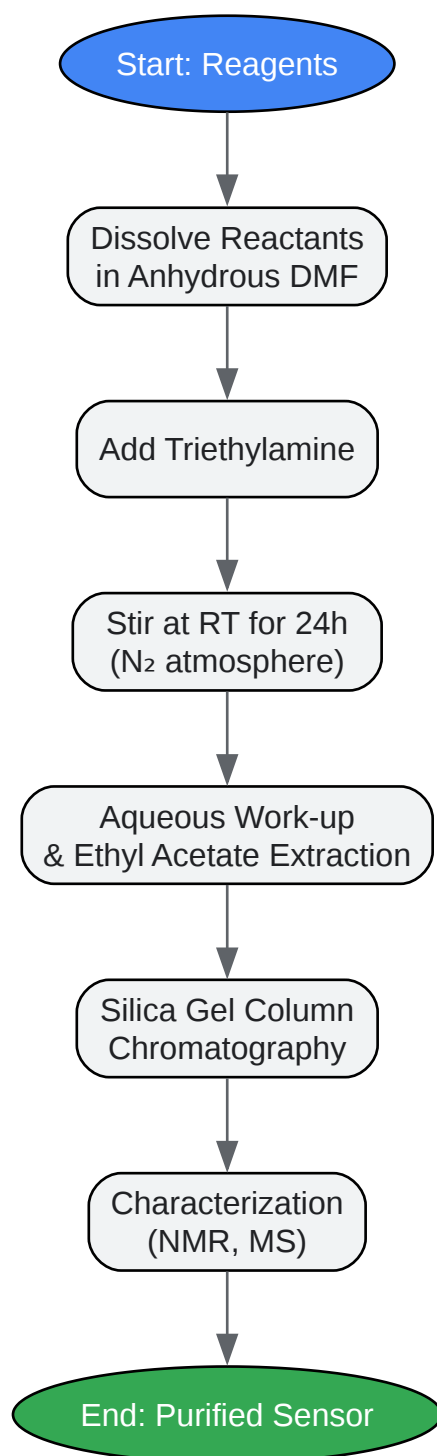 Start: Reagents
Dissolve Reactants
in Anhydrous DMF
Add Triethylamine
Stir at RT for 24h
(N₂ atmosphere)
Aqueous Work-up
& Ethyl Acetate Extraction
Silica Gel Column
Chromatography
Characterization
(NMR, MS)
End: Purified Sensor